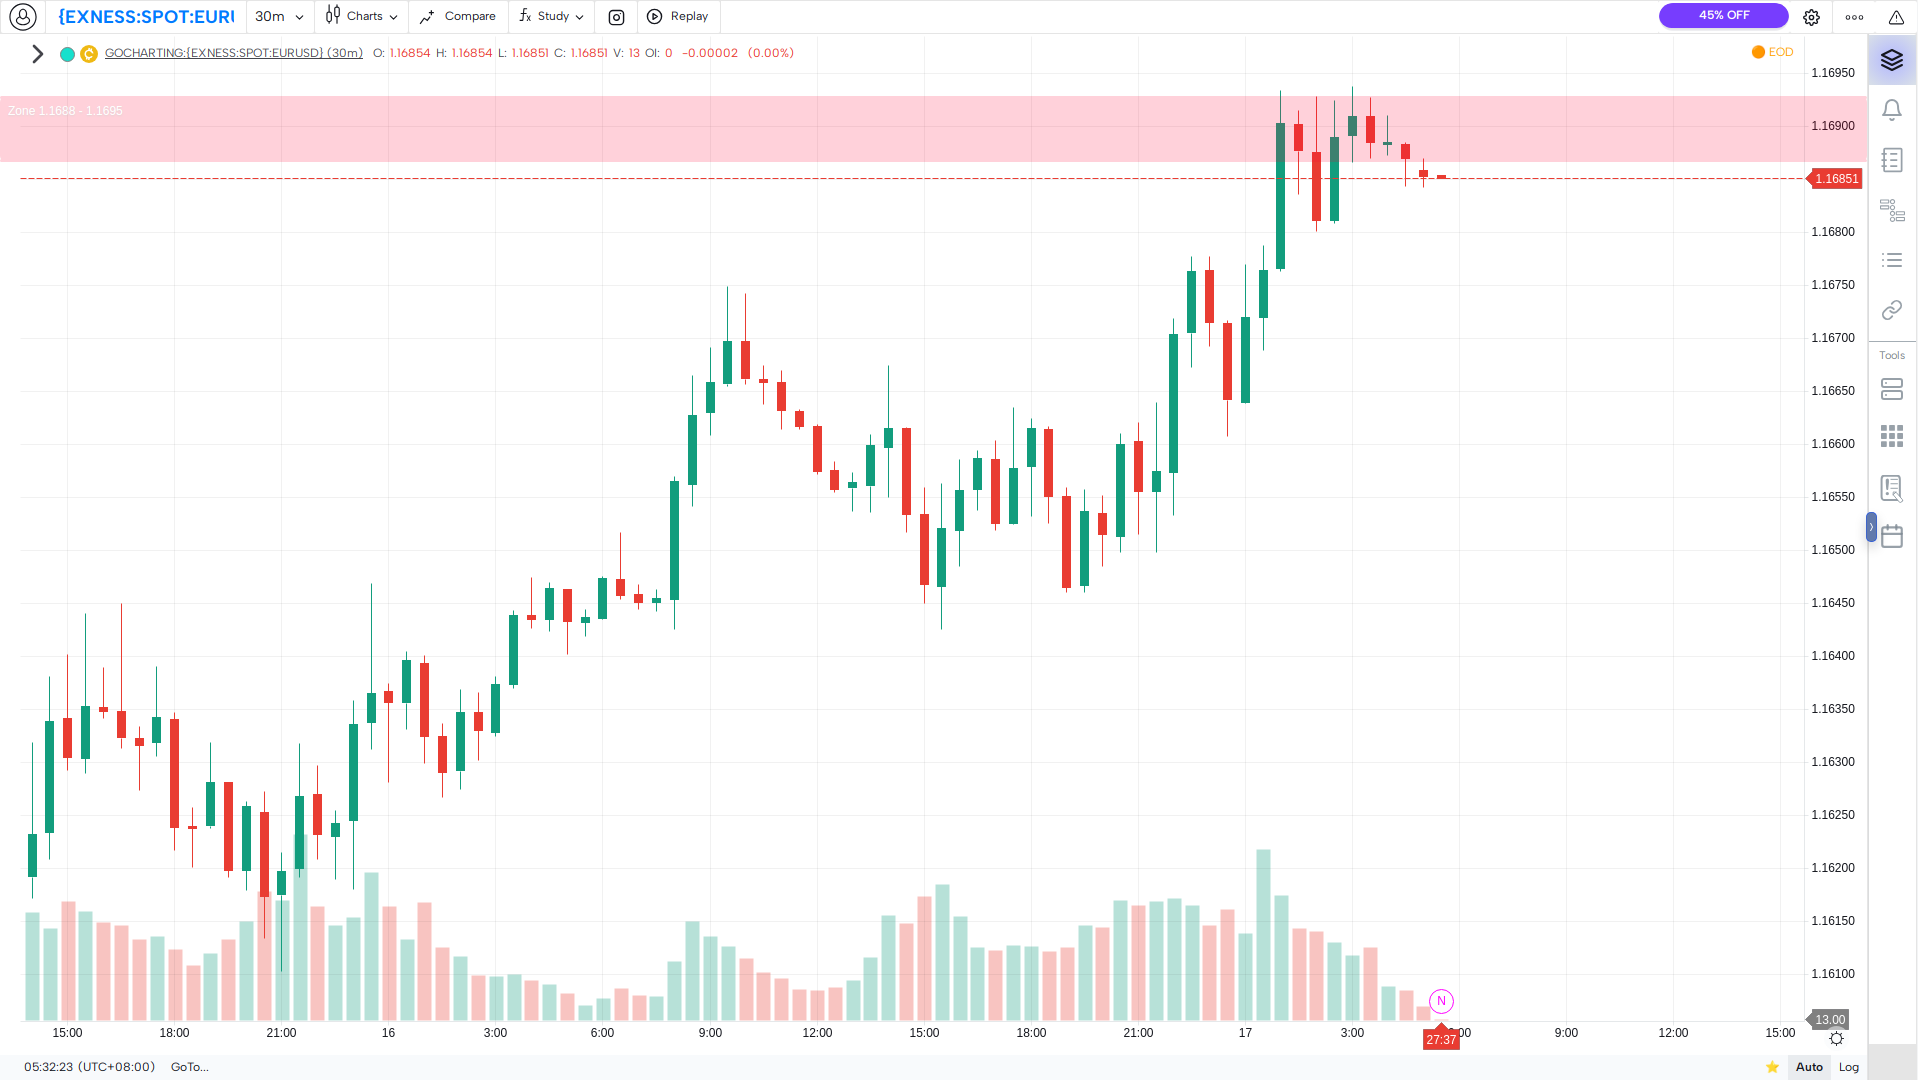 {EXNESS:SPOT:EUR
30m
Charts
Compare
Study
Replay
45% OFF
GOCHARTING:{EXNESS:SPOT:EURUSD} (30m) O: 1.16854 H: 1.16854 L: 1.16851 C: 1.16851 V: 13 OI: 0 -0.00002 (0.00%)
EOD
Zone 1.1688 - 1.1695
1.16950
1.16900
1.16851
1.16800
1.16750
1.16700
1.16650
1.16600
1.16550
1.16500
1.16450
1.16400
1.16350
1.16300
1.16250
1.16200
1.16150
1.16100
13.00
Tools
N
15:00 18:00 21:00 16 3:00 6:00 9:00 12:00 15:00 18:00 21:00 17 3:00 9:00 12:00 15:00
27:37
05:32:23 (UTC+08:00) GoTo...
Auto Log